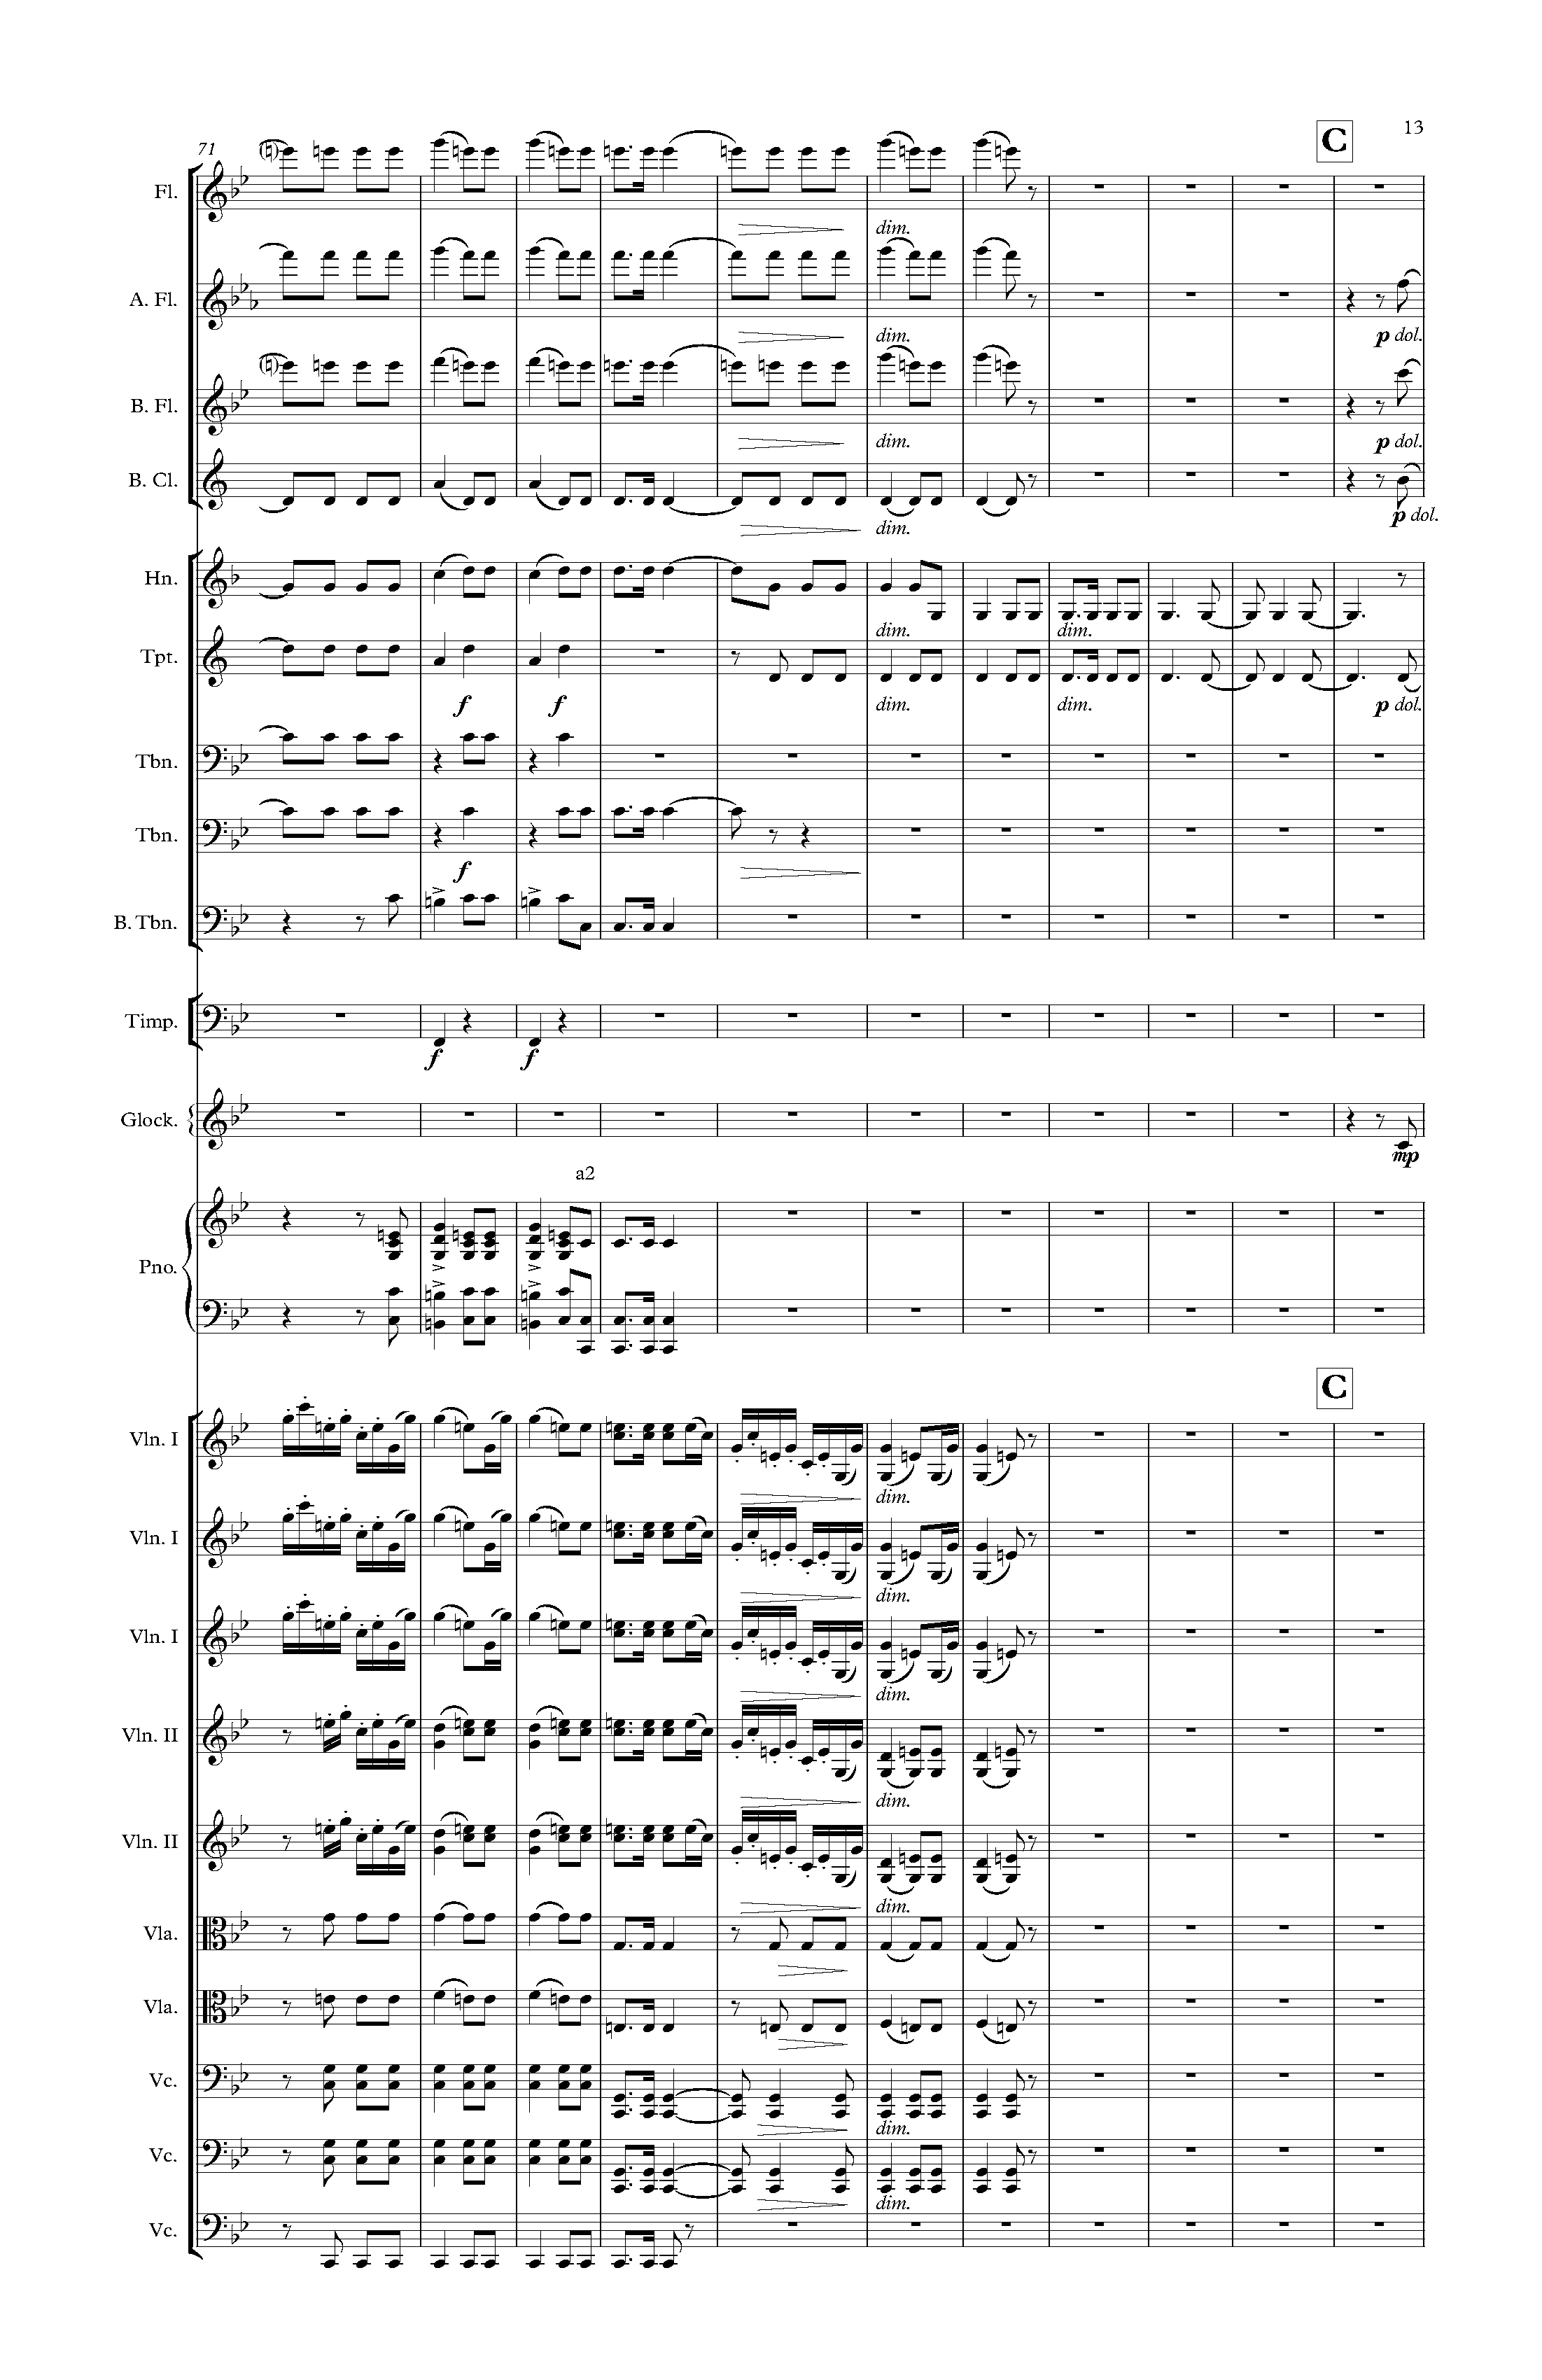 13
C
71
Fl.
dim.
A. Fl.
dim.
p dol.
B. Fl.
dim.
p dol.
B. Cl.
dim.
p dol.
Hn.
dim. dim.
Tpt.
f f dim. dim. p dol.
Tbn.
Tbn.
f
B. Tbn.
Timp.
f f
Glock.
mp
a2
Pno.
C
Vln. I
dim.
Vln. I
dim.
Vln. I
dim.
Vln. II
dim.
Vln. II
dim.
Vla.
Vla.
Vc.
dim.
Vc.
dim.
Vc.